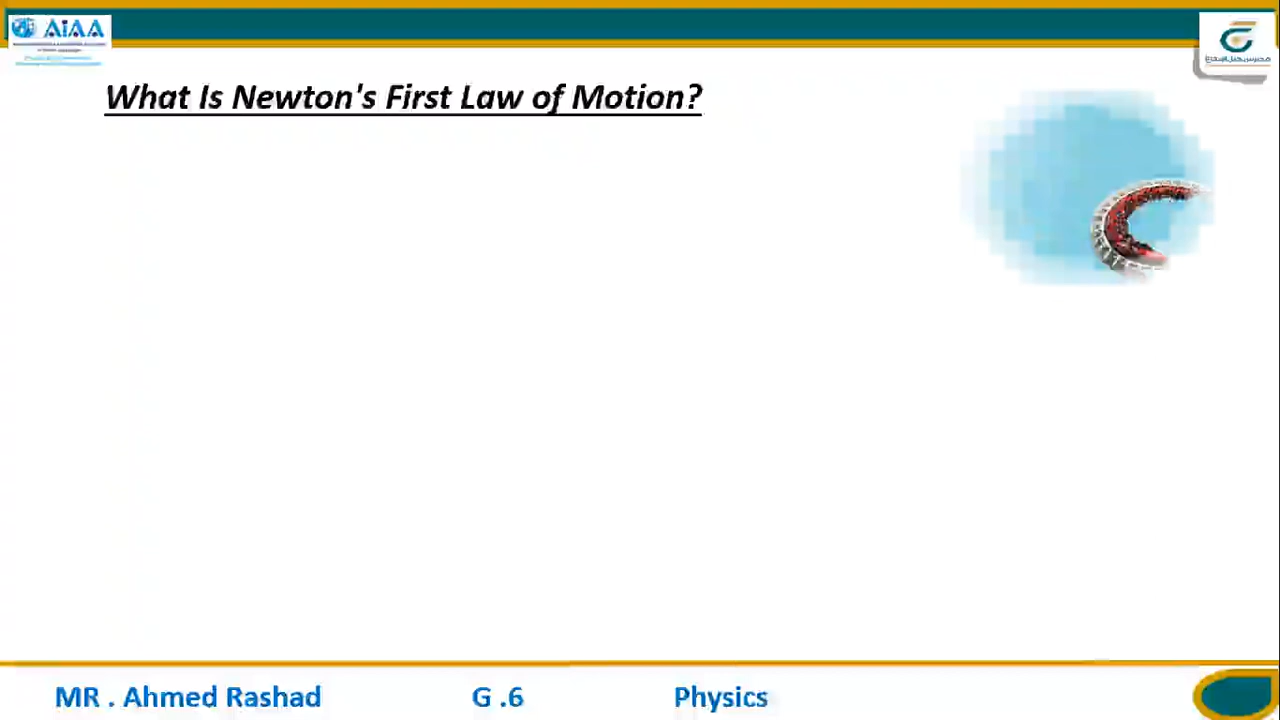 AiAA
What Is Newton's First Law of Motion?
MR . Ahmed Rashad
G .6
Physics